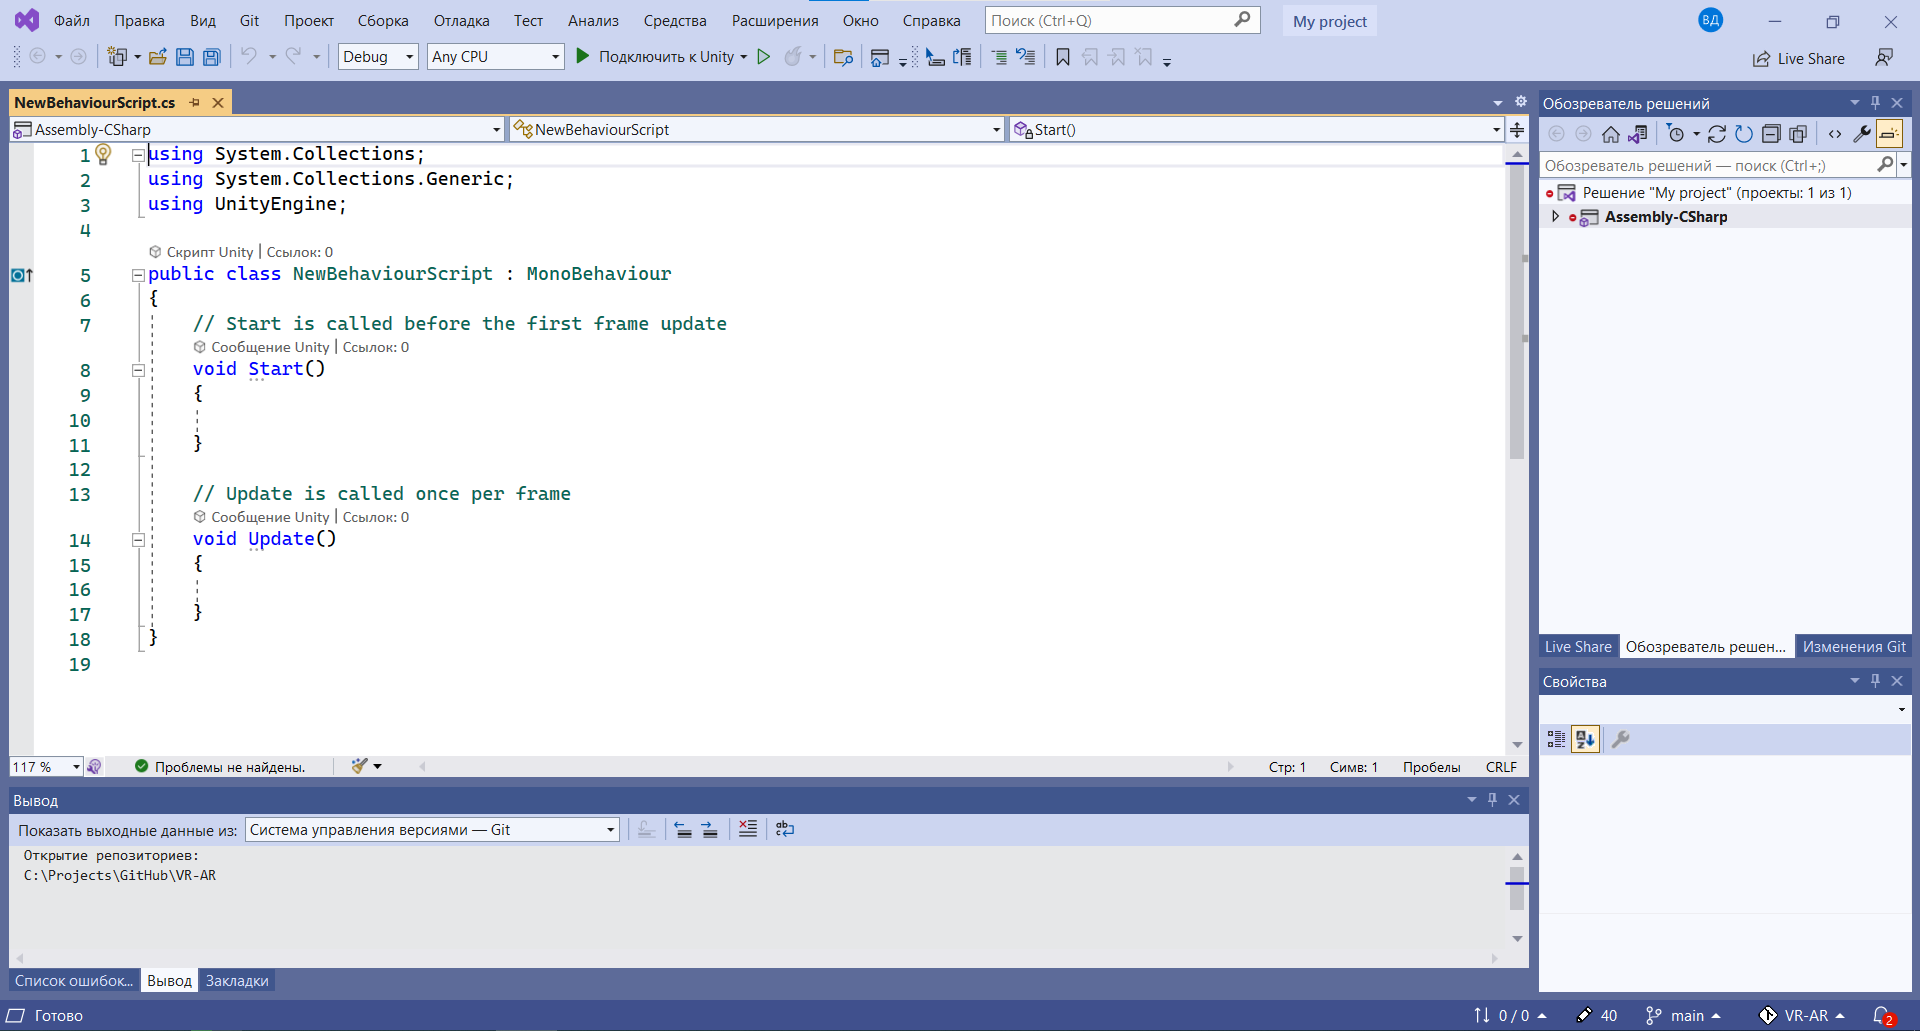 Файл Правка Вид Git Проект Сборка Отладка Тест Анализ Средства Расширения Окно Справка Поиск (Ctrl+Q) My project ВД
Debug Any CPU Подключить к Unity Live Share
NewBehaviourScript.cs
Assembly-CSharp NewBehaviourScript Start()
1 using System.Collections;
2 using System.Collections.Generic;
3 using UnityEngine;
4
Скрипт Unity | Ссылок: 0
5 public class NewBehaviourScript : MonoBehaviour
6 {
7 // Start is called before the first frame update
Сообщение Unity | Ссылок: 0
8 void Start()
9 {
10
11 }
12
13 // Update is called once per frame
Сообщение Unity | Ссылок: 0
14 void Update()
15 {
16
17 }
18 }
19
117 % Проблемы не найдены. Стр: 1 Симв: 1 Пробелы CRLF
Вывод
Показать выходные данные из: Система управления версиями — Git
Открытие репозиториев:
C:\Projects\GitHub\VR-AR
Список ошибок... Вывод Закладки
Обозреватель решений
Обозреватель решений — поиск (Ctrl+;)
Решение "My project" (проекты: 1 из 1)
Assembly-CSharp
Live Share Обозреватель решен... Изменения Git
Свойства
Готово 0 / 0 40 main VR-AR 2